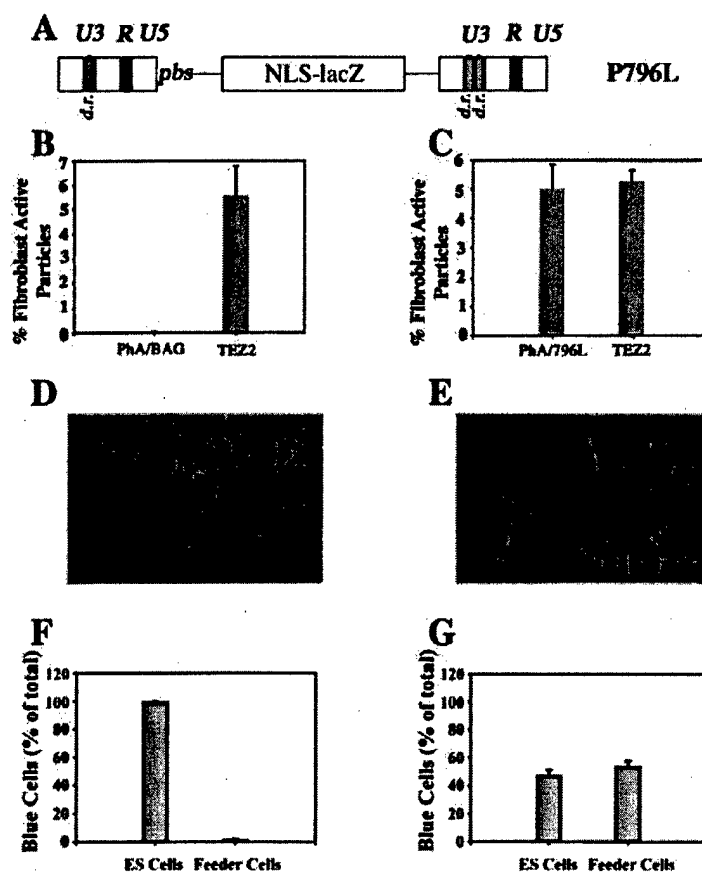 A
U3 R U5 U3 R U5
pbs NLS-lacZ P796L
d.r. d.r. d.r.
B
% Fibroblast Active Particles
7
6
5
4
3
2
1
0
PhA/BAG TEZ2
C
% Fibroblast Active Particles
6
5
4
3
2
1
0
PhA/796L TEZ2
D
E
F
Blue Cells (% of total)
120
100
80
60
40
20
0
ES Cells Feeder Cells
G
Blue Cells (% of total)
120
100
80
60
40
20
0
ES Cells Feeder Cells